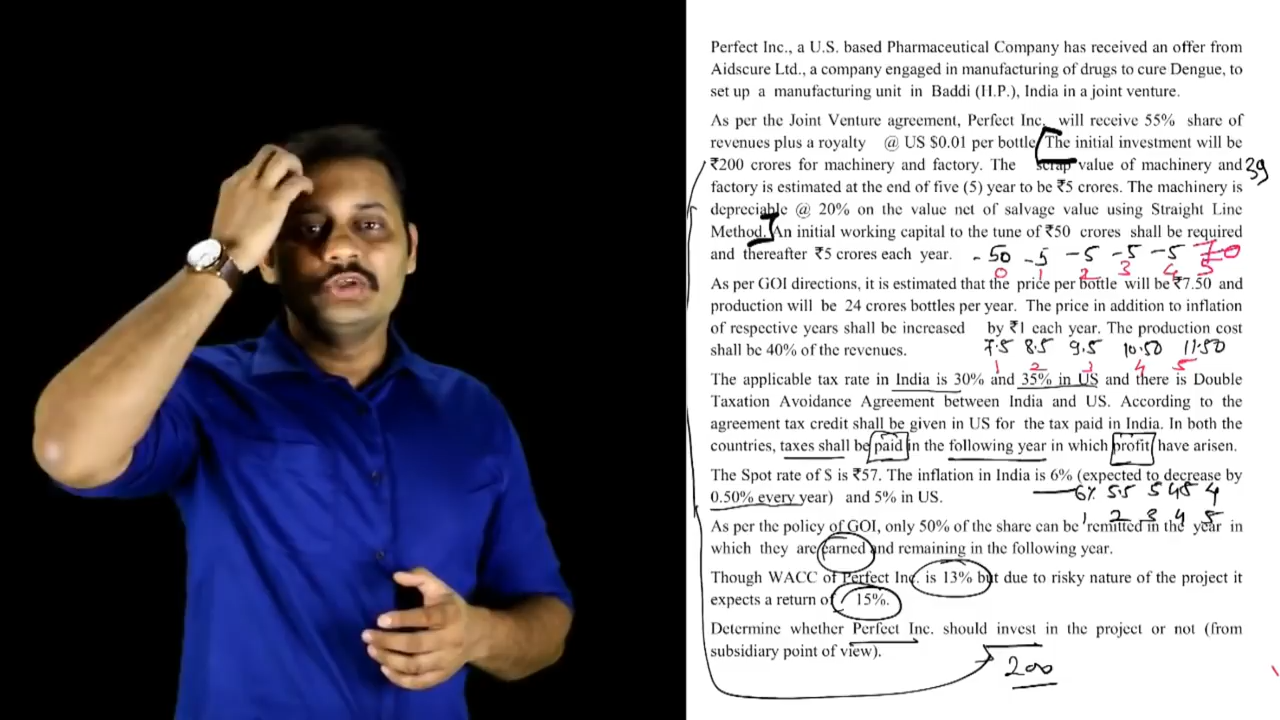 Perfect Inc., a U.S. based Pharmaceutical Company has received an offer from
Aidscure Ltd., a company engaged in manufacturing of drugs to cure Dengue, to
set up a manufacturing unit in Baddi (H.P.), India in a joint venture.
As per the Joint Venture agreement, Perfect Inc. will receive 55% share of
revenues plus a royalty @ US $0.01 per bottle. The initial investment will be
₹200 crores for machinery and factory. The scrap value of machinery and 39
factory is estimated at the end of five (5) year to be ₹5 crores. The machinery is
depreciable @ 20% on the value net of salvage value using Straight Line
Method. An initial working capital to the tune of ₹50 crores shall be required
and thereafter ₹5 crores each year. - 50 - 5 - 5 - 5 - 5 70
0 1 2 3 4 5
As per GOI directions, it is estimated that the price per bottle will be ₹7.50 and
production will be 24 crores bottles per year. The price in addition to inflation
of respective years shall be increased by ₹1 each year. The production cost
shall be 40% of the revenues. 7.5 8.5 9.5 10.50 11.50
1 2 3 4 5
The applicable tax rate in India is 30% and 35% in US and there is Double
Taxation Avoidance Agreement between India and US. According to the
agreement tax credit shall be given in US for the tax paid in India. In both the
countries, taxes shall be paid in the following year in which profit have arisen.
The Spot rate of $ is ₹57. The inflation in India is 6% (expected to decrease by
0.50% every year) and 5% in US. 6% 55 5 45 4
1 2 3 4 5
As per the policy of GOI, only 50% of the share can be remitted in the year in
which they are earned and remaining in the following year.
Though WACC of Perfect Inc. is 13% but due to risky nature of the project it
expects a return of 15%.
Determine whether Perfect Inc. should invest in the project or not (from
subsidiary point of view).
200